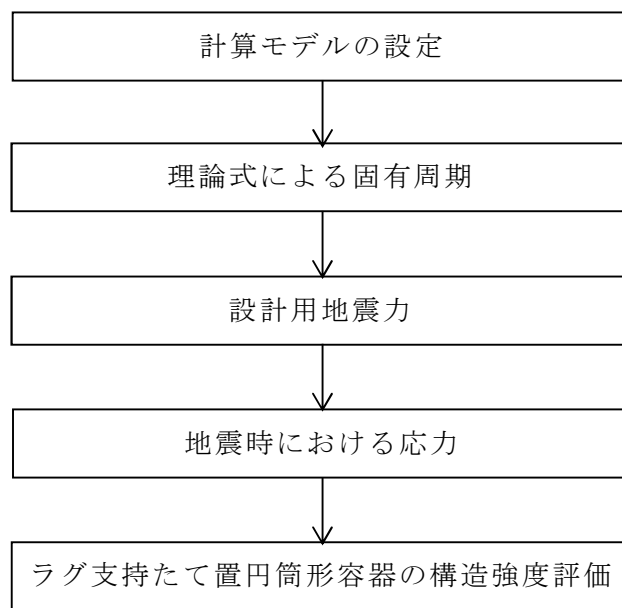 計算モデルの設定
理論式による固有周期
設計用地震力
地震時における応力
ラグ支持たて置円筒形容器の構造強度評価